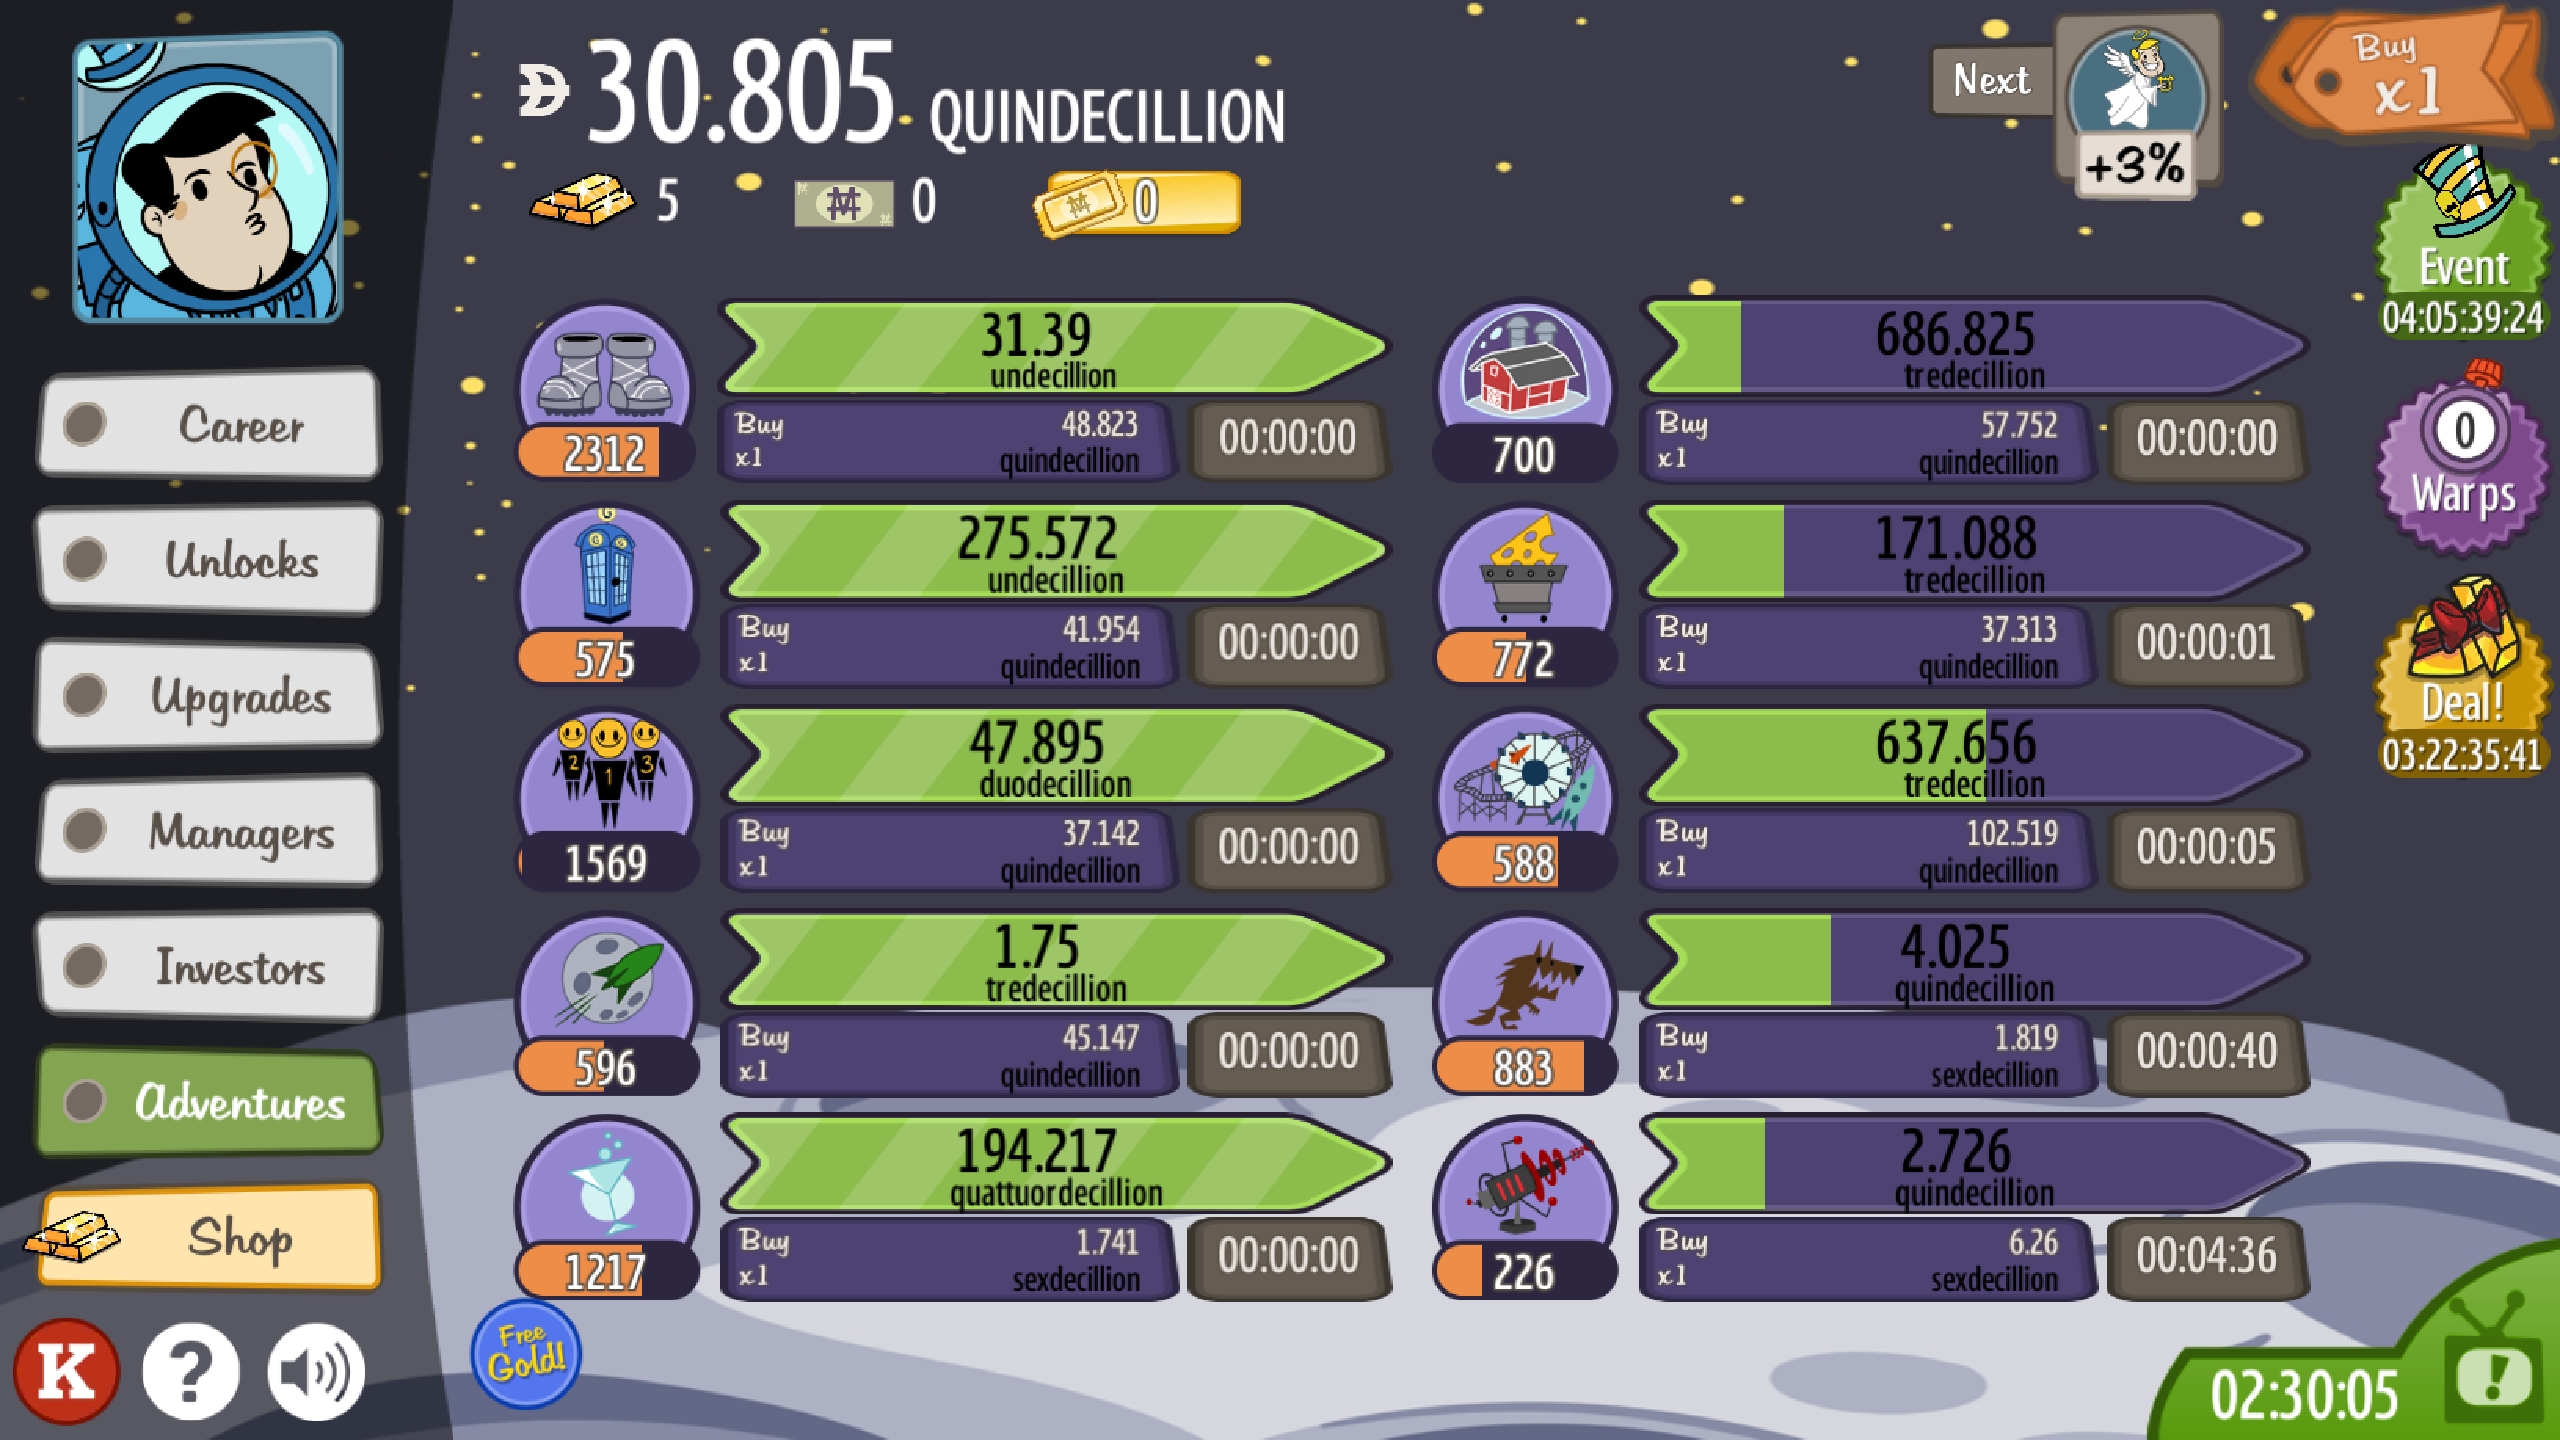 30.805 QUINDECILLION
5
0
0
Next
+3%
Buy
x1
Event
04:05:39:24
0
Warps
Deal!
03:22:35:41
Career
Unlocks
Upgrades
Managers
Investors
Adventures
Shop
K
?
31.39
undecillion
2312
Buy
x1
48.823
quindecillion
00:00:00
275.572
undecillion
575
Buy
x1
41.954
quindecillion
00:00:00
2 1 3
47.895
duodecillion
1569
Buy
x1
37.142
quindecillion
00:00:00
1.75
tredecillion
596
Buy
x1
45.147
quindecillion
00:00:00
194.217
quattuordecillion
1217
Buy
x1
1.741
sexdecillion
00:00:00
686.825
tredecillion
700
Buy
x1
57.752
quindecillion
00:00:00
171.088
tredecillion
772
Buy
x1
37.313
quindecillion
00:00:01
637.656
tredecillion
588
Buy
x1
102.519
quindecillion
00:00:05
4.025
quindecillion
883
Buy
x1
1.819
sexdecillion
00:00:40
2.726
quindecillion
226
Buy
x1
6.26
sexdecillion
00:04:36
Free
Gold!
02:30:05
!